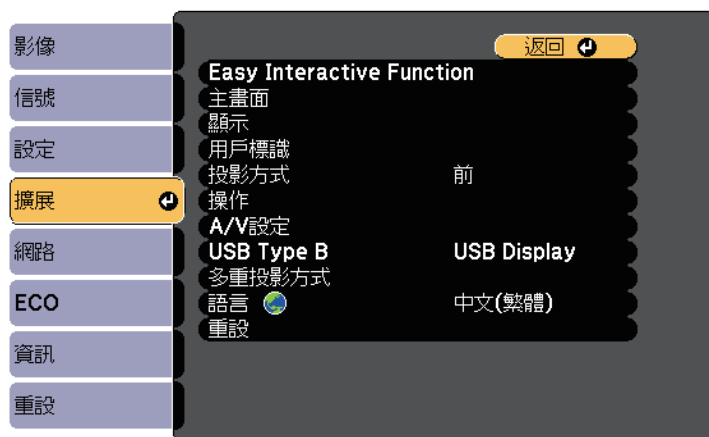 影像
信號
設定
擴展
網路
ECO
資訊
重設
返回
Easy Interactive Function
主畫面
顯示
用戶標識
投影方式 前
操作
A/V設定
USB Type B USB Display
多重投影方式
語言 中文(繁體)
重設